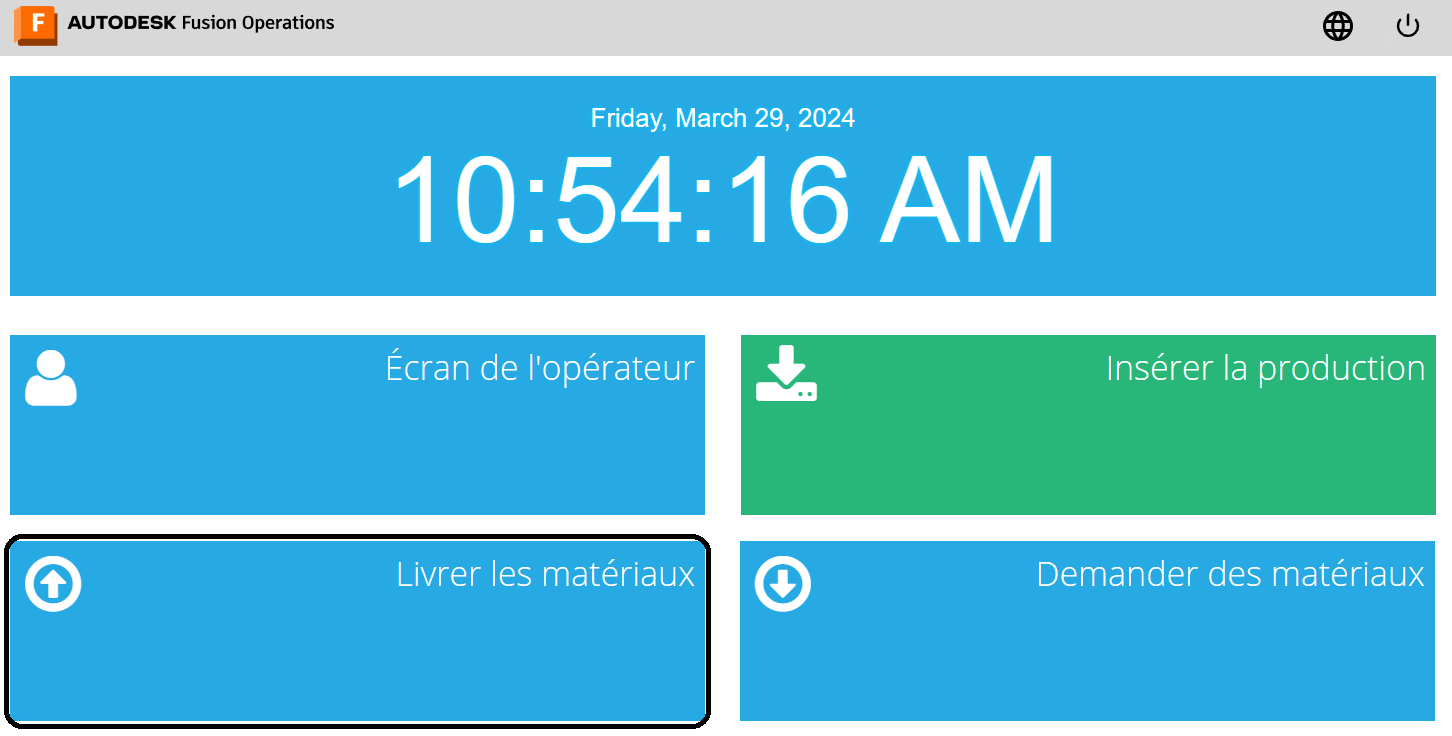 F AUTODESK Fusion Operations
Friday, March 29, 2024
10:54:16 AM
Écran de l'opérateur
Insérer la production
Livrer les matériaux
Demander des matériaux